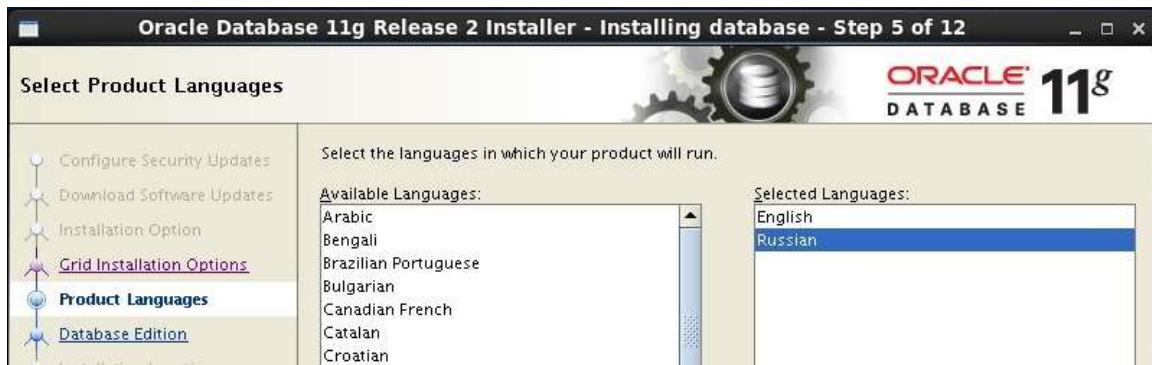 Oracle Database 11g Release 2 Installer - Installing database - Step 5 of 12
Select Product Languages
ORACLE 11g
DATABASE
Configure Security Updates
Download Software Updates
Installation Option
Grid Installation Options
Product Languages
Database Edition
Select the languages in which your product will run.
Available Languages:
Arabic
Bengali
Brazilian Portuguese
Bulgarian
Canadian French
Catalan
Croatian
Selected Languages:
English
Russian